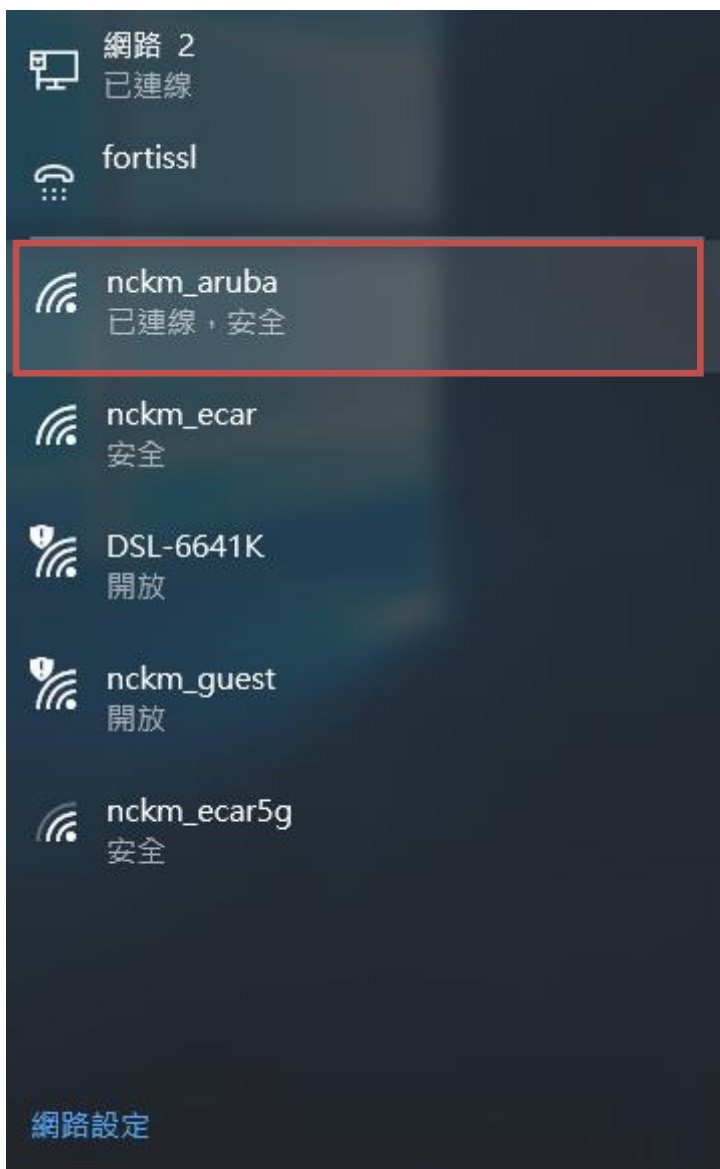 網路 2
已連線
fortissl
nckm_aruba
已連線，安全
nckm_ecar
安全
DSL-6641K
開放
nckm_guest
開放
nckm_ecar5g
安全
網路設定